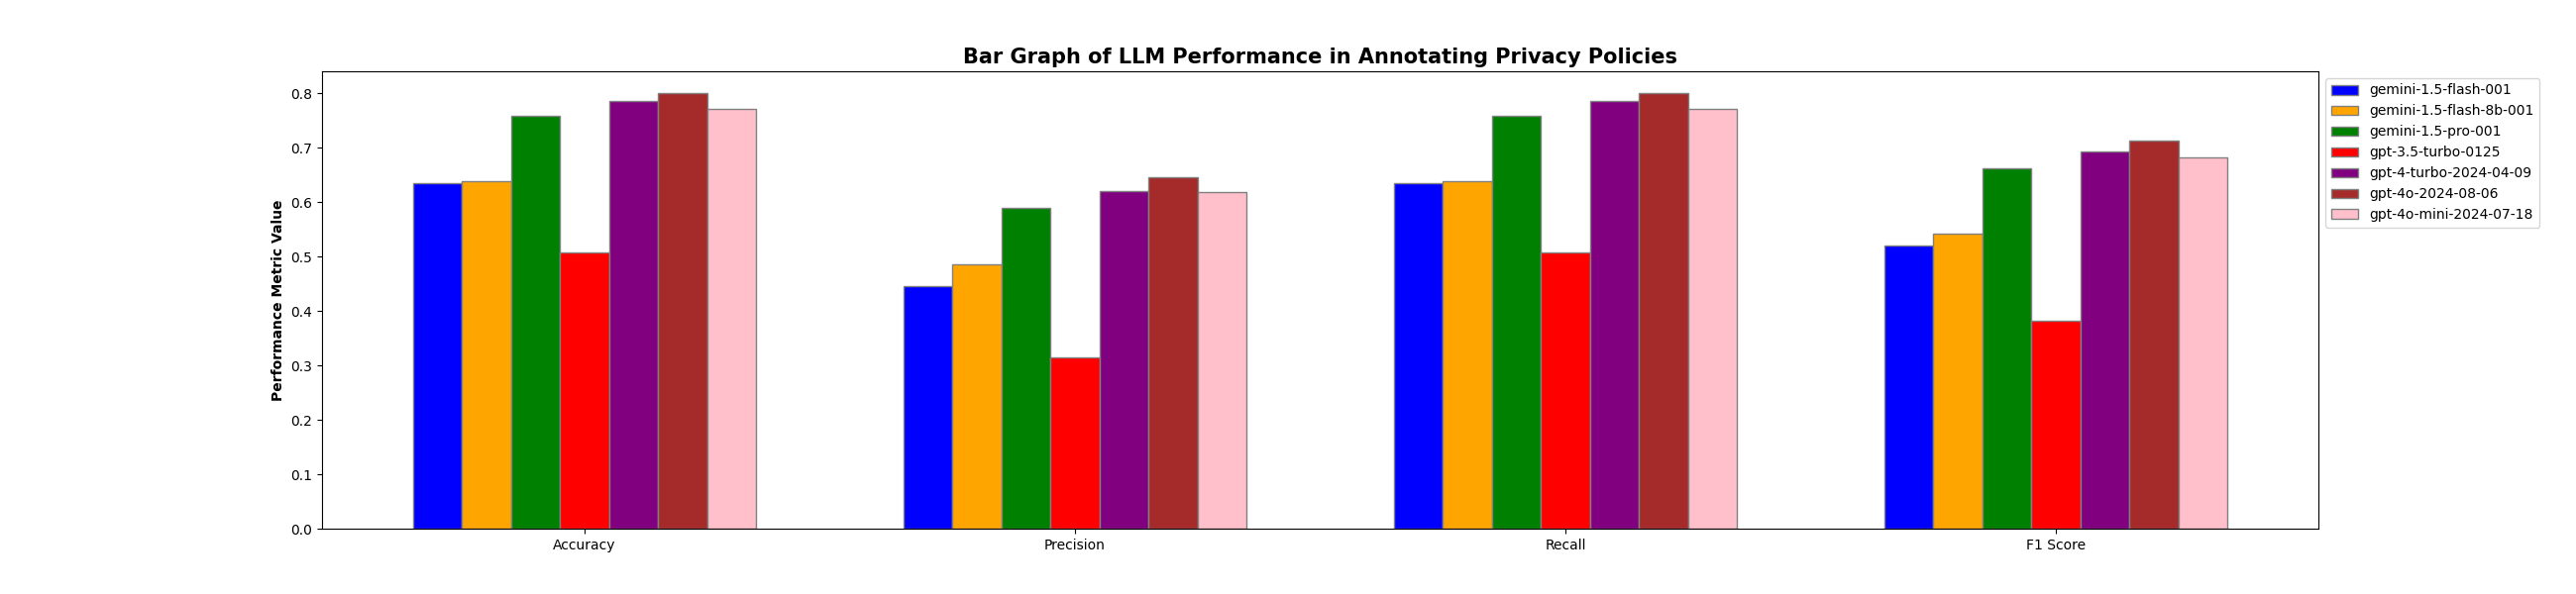 Bar Graph of LLM Performance in Annotating Privacy Policies
Performance Metric Value
0.8
0.7
0.6
0.5
0.4
0.3
0.2
0.1
0.0
Accuracy
Precision
Recall
F1 Score
gemini-1.5-flash-001
gemini-1.5-flash-8b-001
gemini-1.5-pro-001
gpt-3.5-turbo-0125
gpt-4-turbo-2024-04-09
gpt-4o-2024-08-06
gpt-4o-mini-2024-07-18